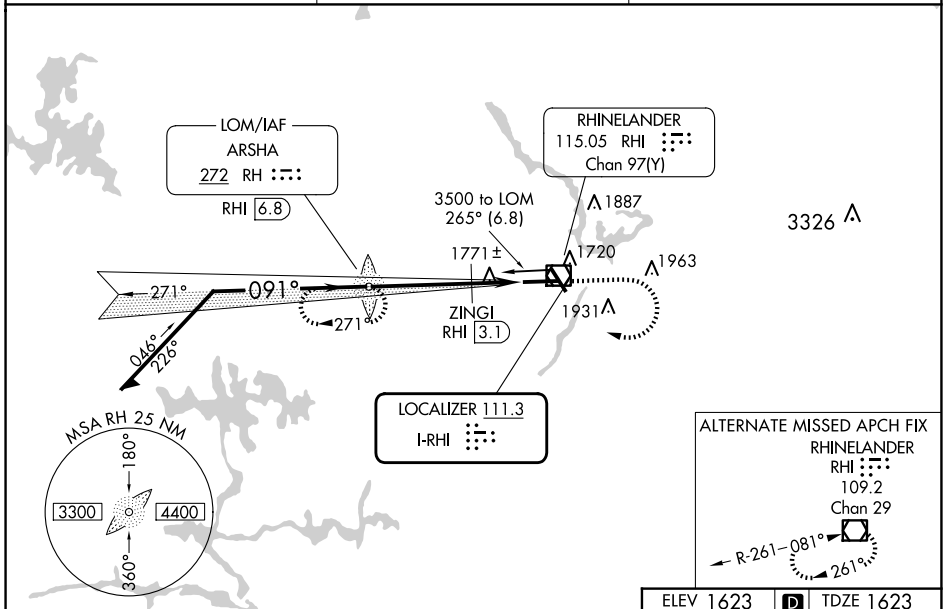 LOM/IAF
ARSHA
272 RH
RHI 6.8
RHINELANDER
115.05 RHI
Chan 97(Y)
3500 to LOM
265° (6.8)
1887
3326
1771±
1720
1963
271°
091°
271°
ZINGI
RHI 3.1
1931
046°
226°
LOCALIZER 111.3
I-RHI
MSA RH 25 NM
180°
3300
4400
360°
ALTERNATE MISSED APCH FIX
RHINELANDER
RHI
109.2
Chan 29
R-261
081°
261°
ELEV 1623 D TDZE 1623